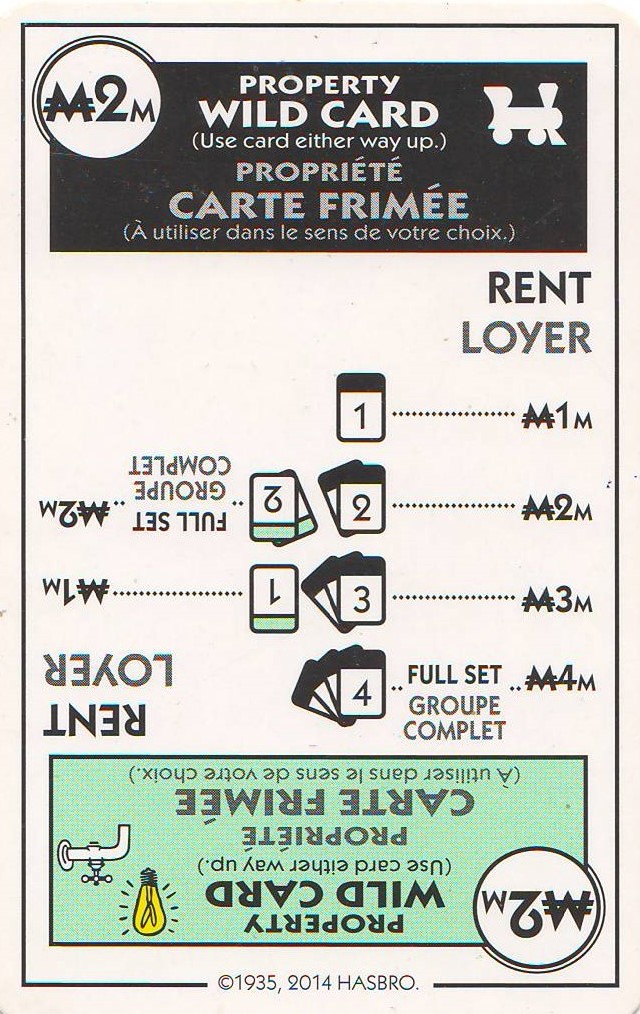 ₩2M
PROPERTY
WILD CARD
(Use card either way up.)
PROPRIÉTÉ
CARTE FRIMÉE
(À utiliser dans le sens de votre choix.)
RENT
LOYER
1 ........ ₩1M
2 ........ ₩2M
3 ........ ₩3M
4 .. FULL SET .. ₩4M
GROUPE
COMPLET
₩2M
PROPERTY
WILD CARD
(Use card either way up.)
PROPRIÉTÉ
CARTE FRIMÉE
(À utiliser dans le sens de votre choix.)
RENT
LOYER
1 ........ ₩1M
2 .. FULL SET .. ₩2M
GROUPE
COMPLET
©1935, 2014 HASBRO.